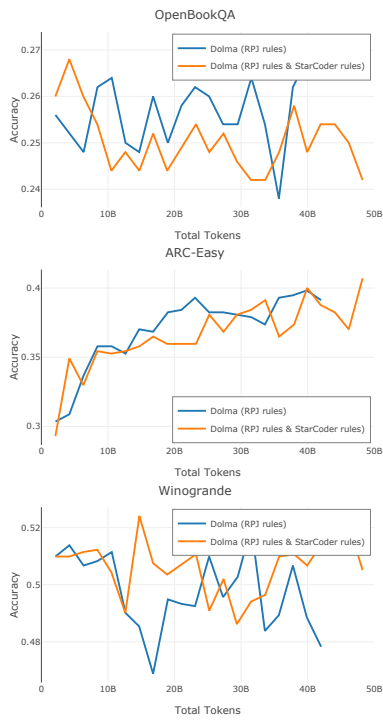 OpenBookQA
0.27
0.26
0.25
0.24
Accuracy
Dolma (RPJ rules)
Dolma (RPJ rules & StarCoder rules)
0 10B 20B 30B 40B 50B
Total Tokens
ARC-Easy
0.4
0.35
0.3
Accuracy
Dolma (RPJ rules)
Dolma (RPJ rules & StarCoder rules)
0 10B 20B 30B 40B 50B
Total Tokens
Winogrande
0.52
0.5
0.48
Accuracy
Dolma (RPJ rules)
Dolma (RPJ rules & StarCoder rules)
0 10B 20B 30B 40B 50B
Total Tokens